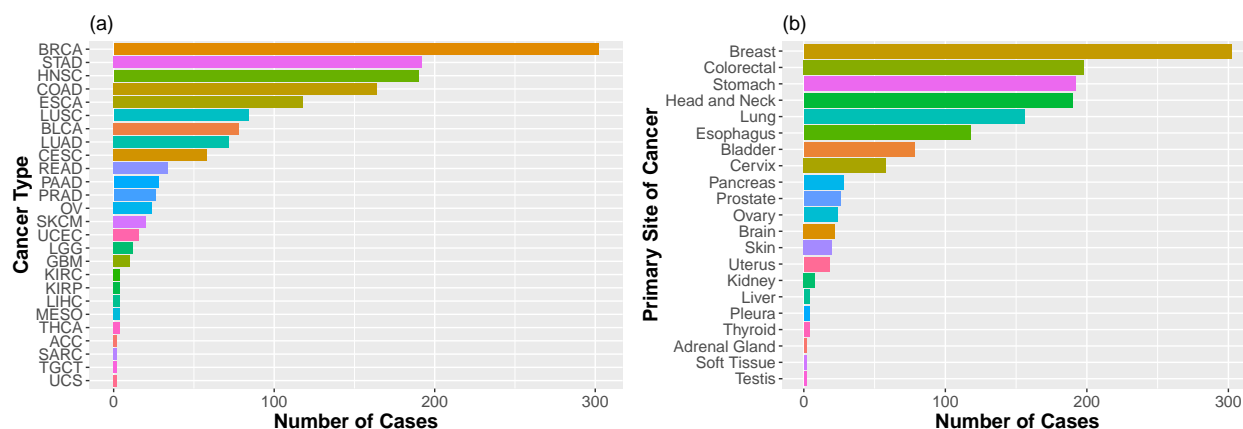 (a)
BRCA
STAD
HNSC
COAD
ESCA
LUSC
BLCA
LUAD
CESC
READ
PAAD
PRAD
OV
SKCM
UCEC
LGG
GBM
KIRC
KIRP
LIHC
MESO
THCA
ACC
SARC
TGCT
UCS
Cancer Type
0 100 200 300
Number of Cases
(b)
Breast
Colorectal
Stomach
Head and Neck
Lung
Esophagus
Bladder
Cervix
Pancreas
Prostate
Ovary
Brain
Skin
Uterus
Kidney
Liver
Pleura
Thyroid
Adrenal Gland
Soft Tissue
Testis
Primary Site of Cancer
0 100 200 300
Number of Cases